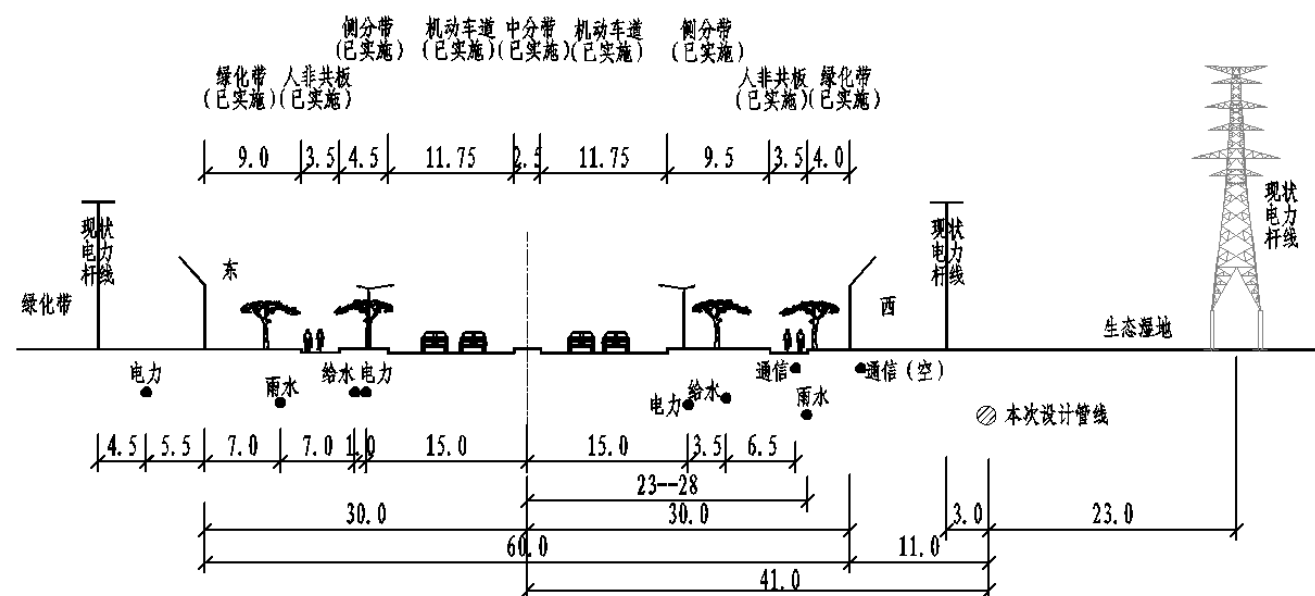 侧分带 机动车道 中分带 机动车道 侧分带
(已实施) (已实施) (已实施) (已实施) (已实施)
绿化带 人非共板 人非共板 绿化带
(已实施) (已实施) (已实施) (已实施)
9.0 3.5 4.5 11.75 2.5 11.75 9.5 3.5 4.0
现状
电力
杆线
现状
电力
杆线
现状
电力
杆线
东
西
绿化带
生态湿地
电力 雨水 给水 电力 电力 给水 通信 雨水 通信(空)
本次设计管线
4.5 5.5 7.0 7.0 1.0 15.0 15.0 3.5 6.5
23--28
30.0 30.0 3.0 23.0
60.0 11.0
41.0